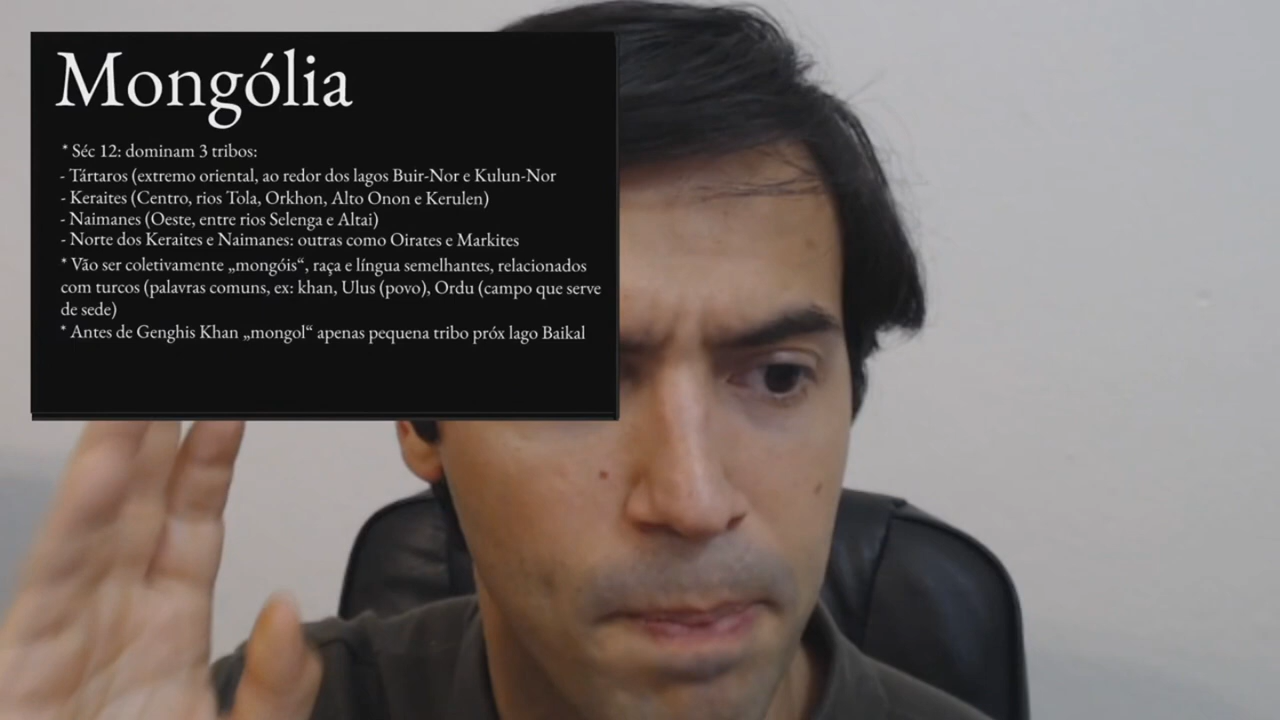 Mongólia
* Séc 12: dominam 3 tribos:
- Tártaros (extremo oriental, ao redor dos lagos Buir-Nor e Kulun-Nor
- Keraites (Centro, rios Tola, Orkhon, Alto Onon e Kerulen)
- Naimanes (Oeste, entre rios Selenga e Altai)
- Norte dos Keraites e Naimanes: outras como Oirates e Markites
* Vão ser coletivamente „mongóis“, raça e língua semelhantes, relacionados
com turcos (palavras comuns, ex: khan, Ulus (povo), Ordu (campo que serve
de sede)
* Antes de Genghis Khan „mongol“ apenas pequena tribo próx lago Baikal